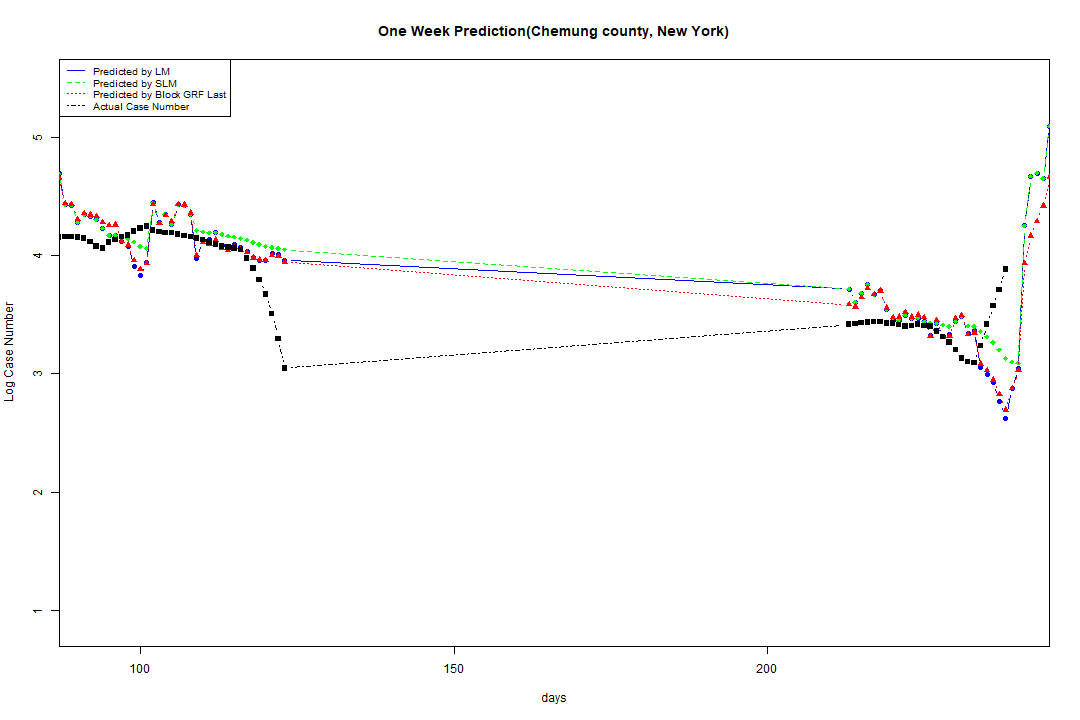 One Week Prediction(Chemung county, New York)
Predicted by LM
Predicted by SLM
Predicted by Block GRF Last
Actual Case Number
5
4
3
2
1
Log Case Number
100 150 200
days